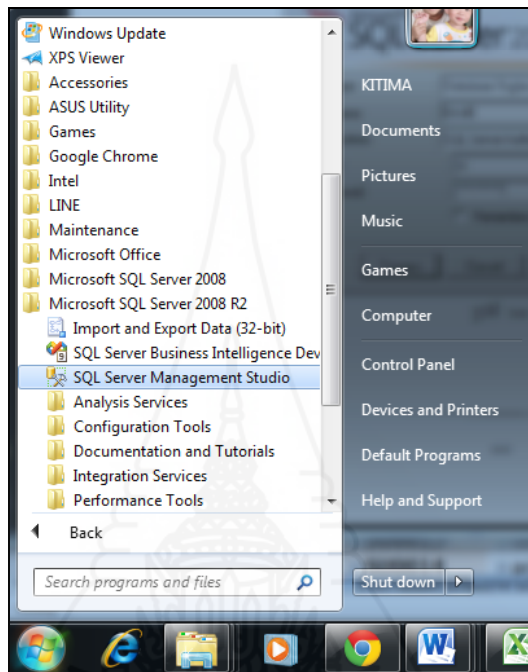 Windows Update
XPS Viewer
Accessories
ASUS Utility
Games
Google Chrome
Intel
LINE
Maintenance
Microsoft Office
Microsoft SQL Server 2008
Microsoft SQL Server 2008 R2
Import and Export Data (32-bit)
SQL Server Business Intelligence Dev
SQL Server Management Studio
Analysis Services
Configuration Tools
Documentation and Tutorials
Integration Services
Performance Tools
Back
Search programs and files
KITIMA
Documents
Pictures
Music
Games
Computer
Control Panel
Devices and Printers
Default Programs
Help and Support
Shut down